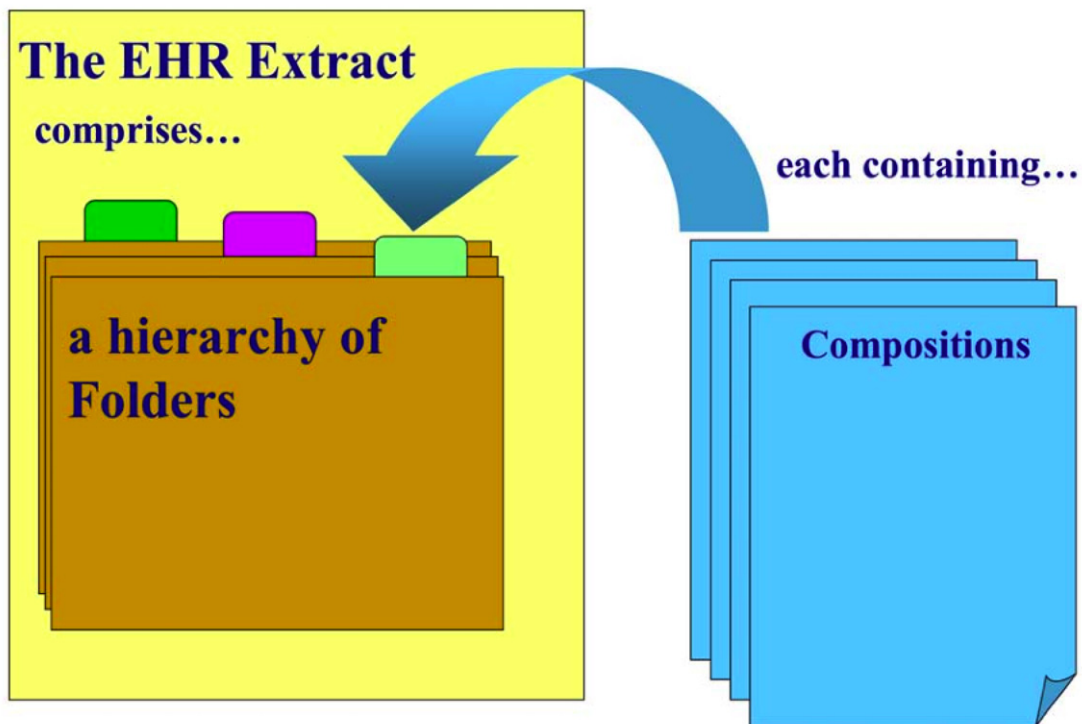 The EHR Extract
comprises…
a hierarchy of
Folders
each containing…
Compositions